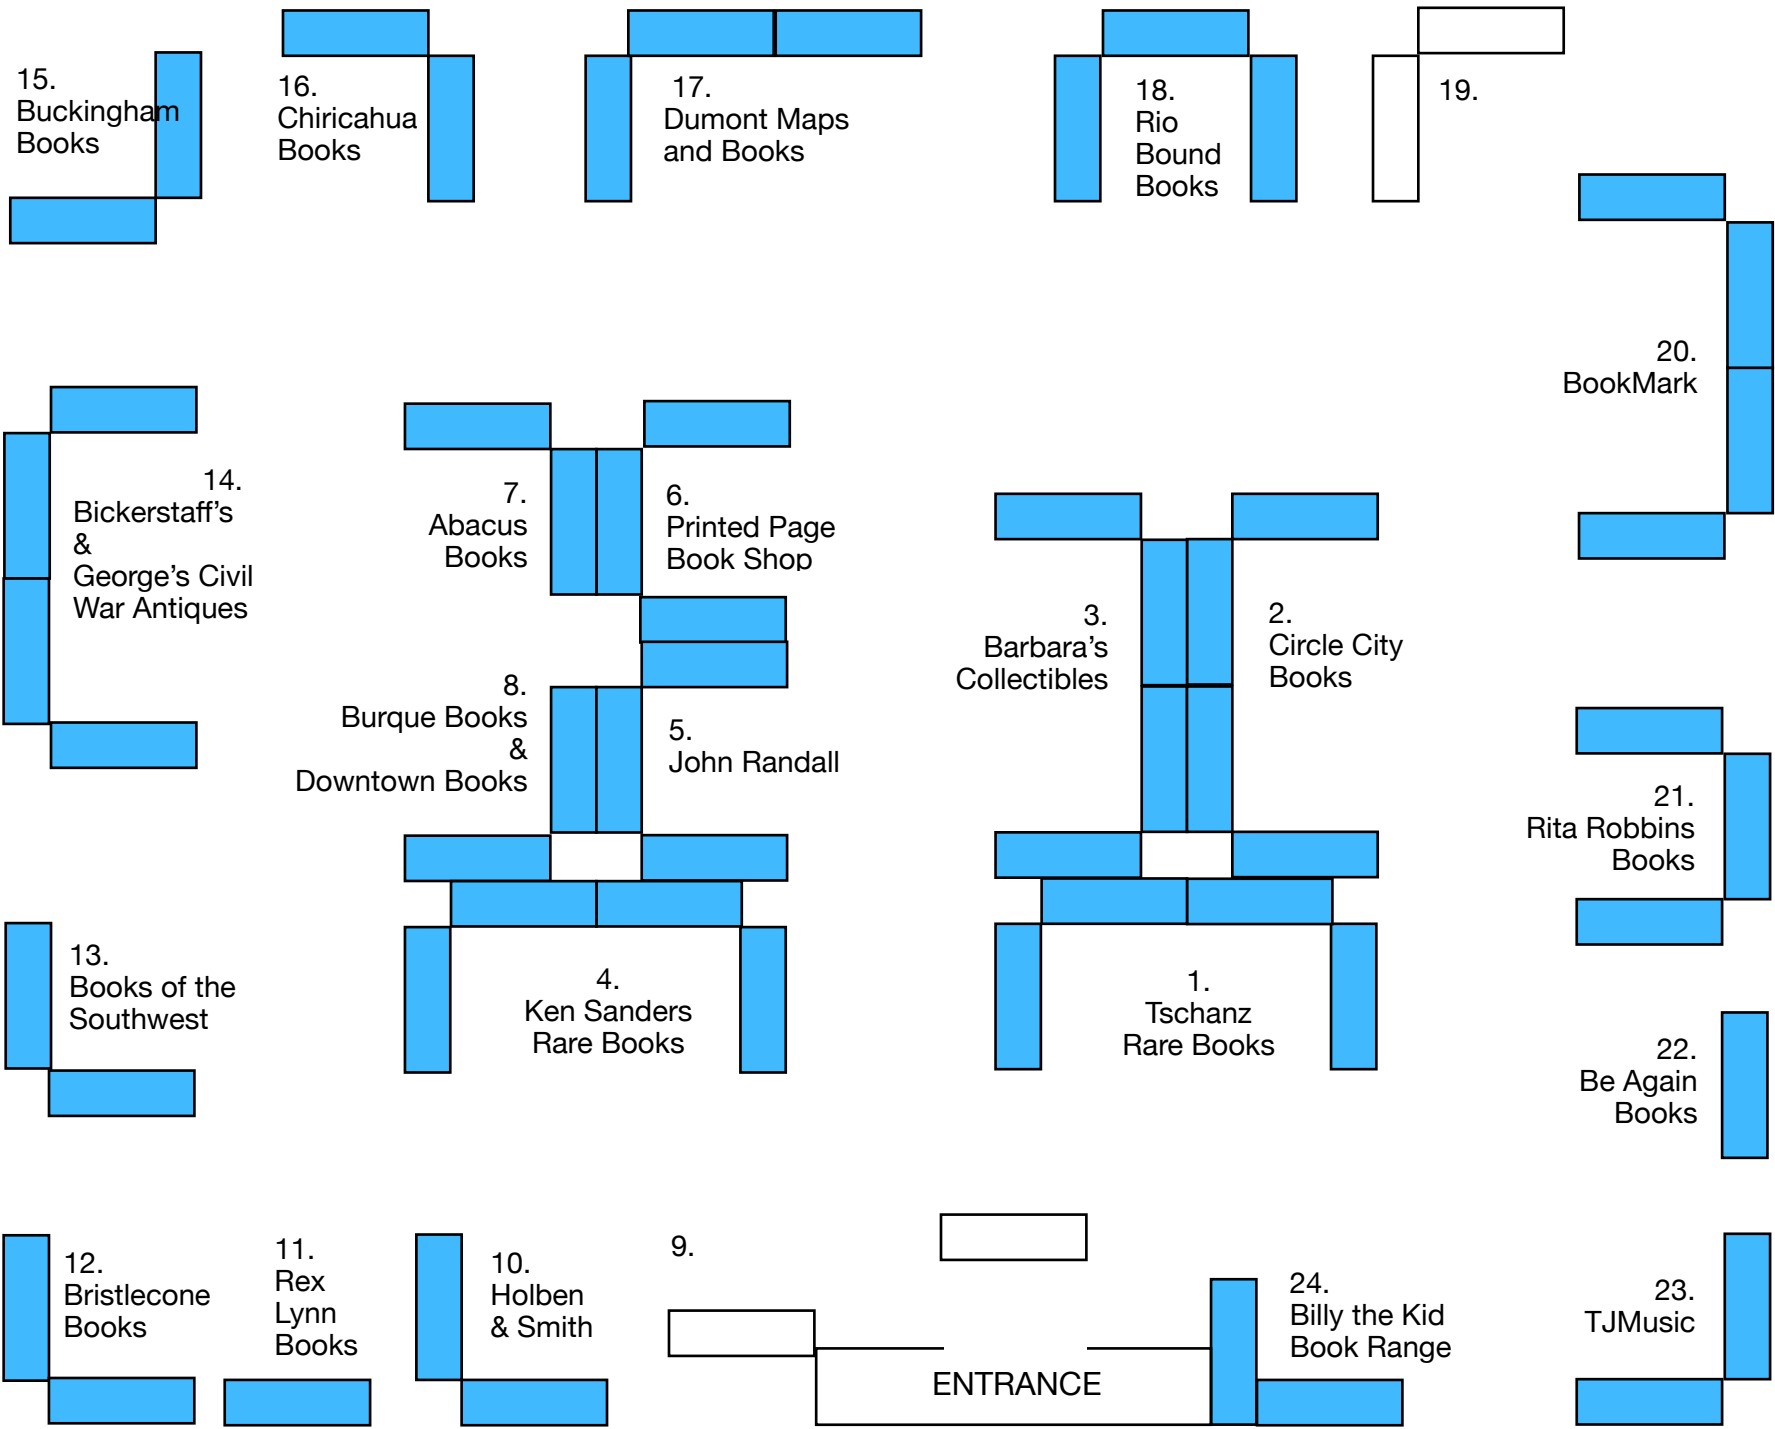 15.
Buckingham
Books
16.
Chiricahua
Books
17.
Dumont Maps
and Books
18.
Rio
Bound
Books
19.
20.
BookMark
14.
Bickerstaff’s
&
George’s Civil
War Antiques
7.
Abacus
Books
6.
Printed Page
Book Shop
3.
Barbara’s
Collectibles
2.
Circle City
Books
8.
Burque Books
&
Downtown Books
5.
John Randall
21.
Rita Robbins
Books
13.
Books of the
Southwest
4.
Ken Sanders
Rare Books
1.
Tschanz
Rare Books
22.
Be Again
Books
12.
Bristlecone
Books
11.
Rex
Lynn
Books
10.
Holben
& Smith
9.
ENTRANCE
24.
Billy the Kid
Book Range
23.
TJMusic